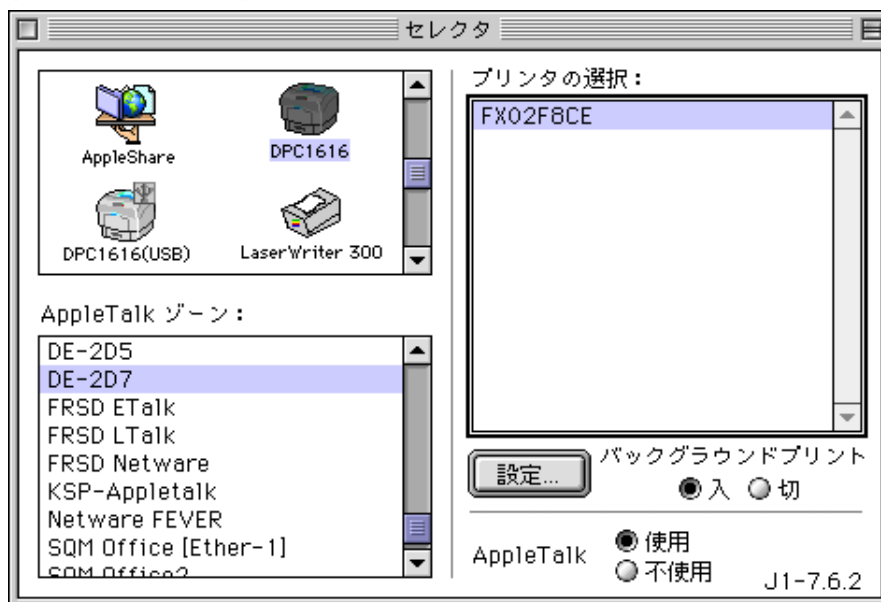 セレクタ
AppleShare
DPC1616
DPC1616(USB)
LaserWriter 300
AppleTalk ゾーン：
DE-2D5
DE-2D7
FRSD ETalk
FRSD LTalk
FRSD Netware
KSP-Appletalk
Netware FEVER
SQM Office [Ether-1]
SQM Office2
プリンタの選択：
FX02F8CE
設定...
バックグラウンドプリント
入 切
AppleTalk
使用
不使用
J1-7.6.2